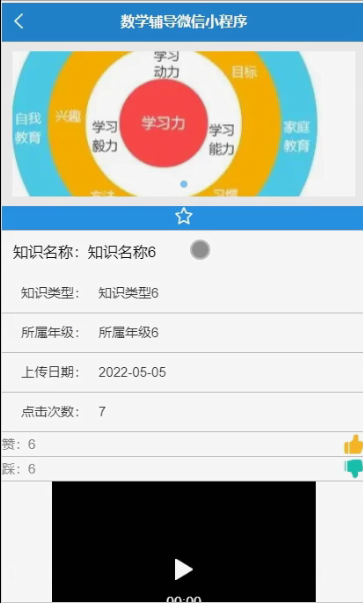 数学辅导微信小程序
学习
动力
目标
兴趣
自我
教育
学习
毅力
学习力
学习
能力
家庭
教育
方法
习惯
知识名称：知识名称6
知识类型： 知识类型6
所属年级： 所属年级6
上传日期： 2022-05-05
点击次数： 7
赞：6
踩：6
00:00